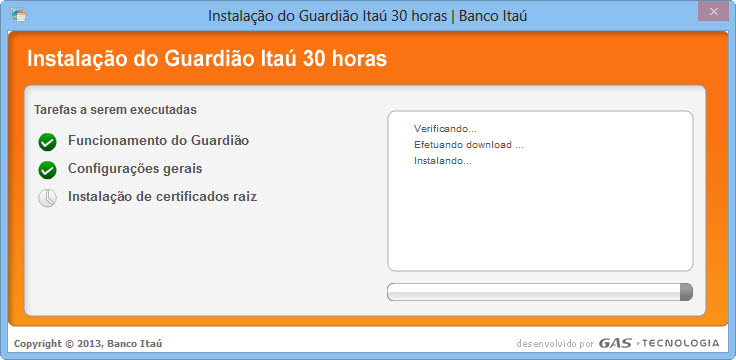 Instalação do Guardião Itaú 30 horas | Banco Itaú
Instalação do Guardião Itaú 30 horas
Tarefas a serem executadas
Funcionamento do Guardião
Configurações gerais
Instalação de certificados raiz
Verificando...
Efetuando download ...
Instalando...
Copyright © 2013, Banco Itaú
desenvolvido por GAS · TECNOLOGIA